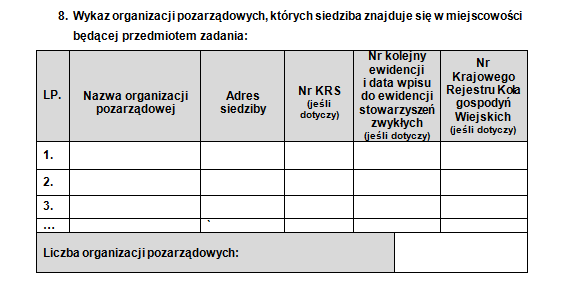 8. Wykaz organizacji pozarządowych, których siedziba znajduje się w miejscowości
będącej przedmiotem zadania:
LP.
Nazwa organizacji
pozarządowej
Adres
siedziby
Nr KRS
(jeśli
dotyczy)
Nr kolejny
ewidencji
i data wpisu
do ewidencji
stowarzyszeń
zwykłych
(jeśli dotyczy)
Nr
Krajowego
Rejestru Koła
gospodyń
Wiejskich
(jeśli dotyczy)
1.
2.
3.
...
`
Liczba organizacji pozarządowych: